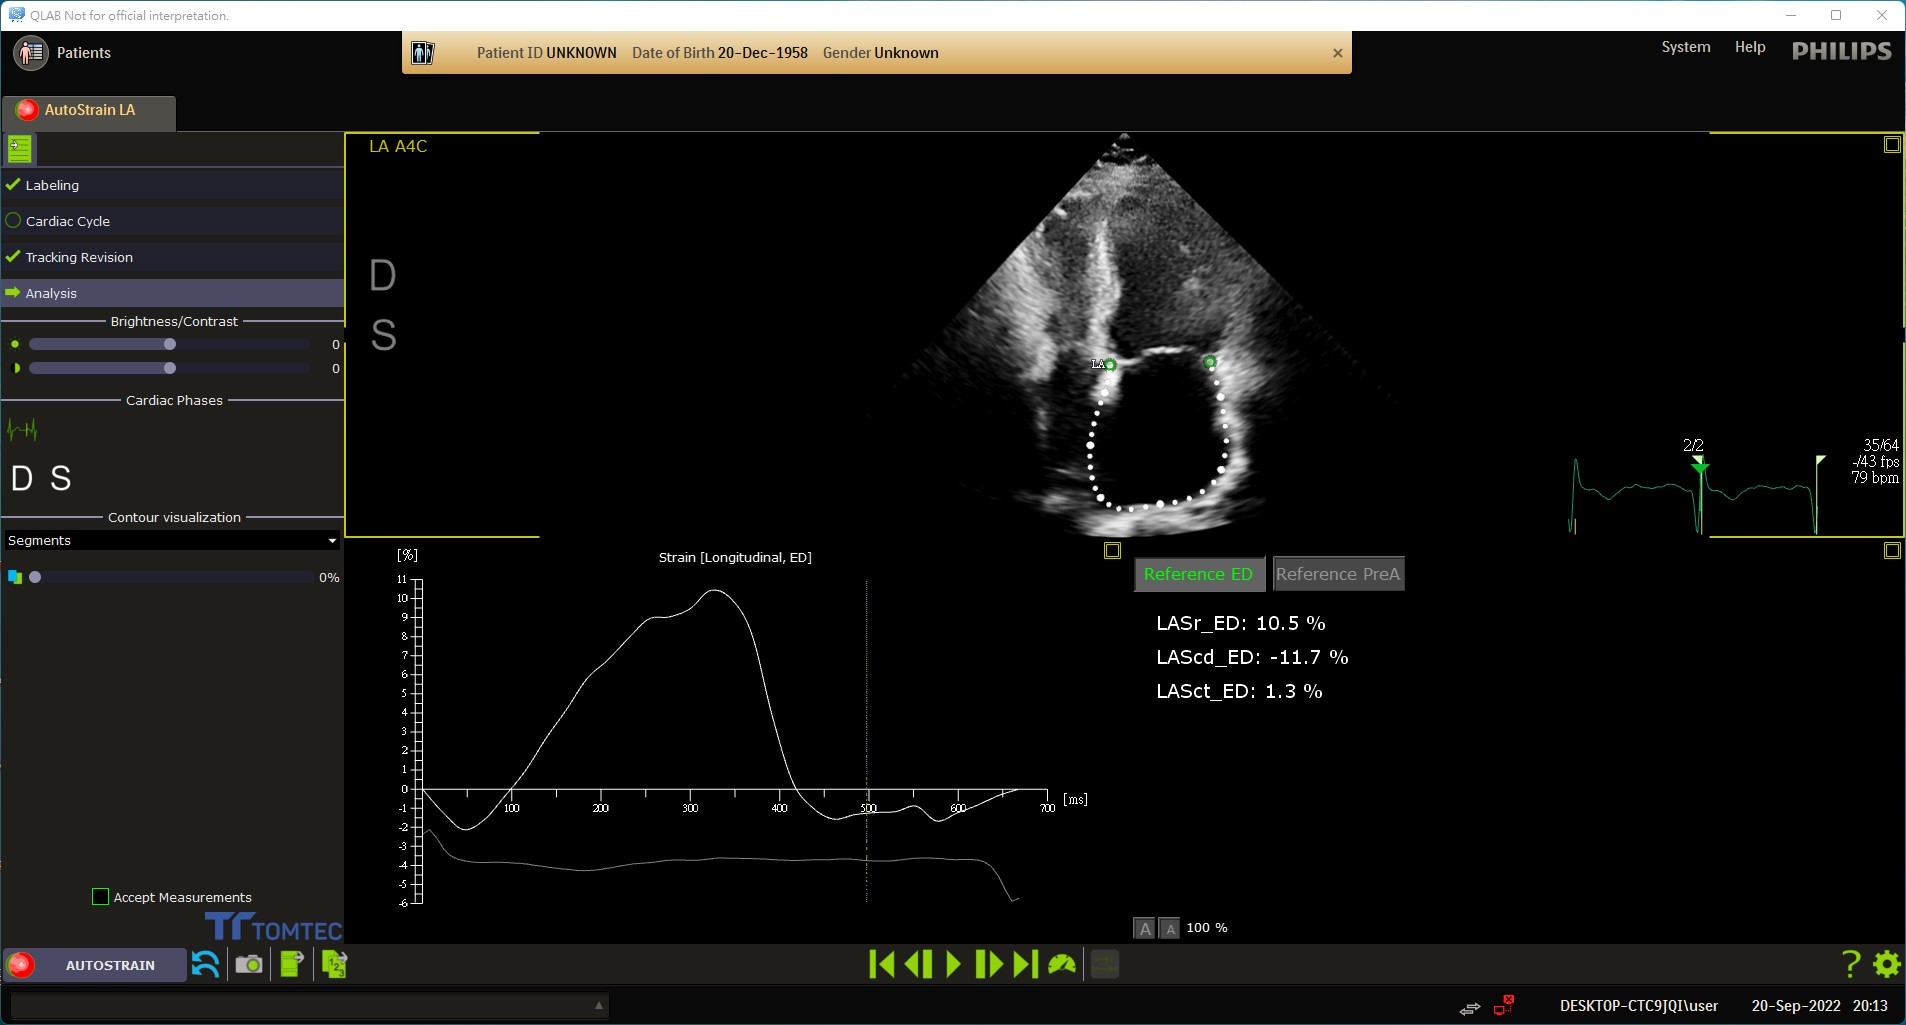 QLAB Not for official interpretation.
Patients
Patient ID UNKNOWN Date of Birth 20-Dec-1958 Gender Unknown
System Help PHILIPS
AutoStrain LA
Labeling
Cardiac Cycle
Tracking Revision
Analysis
Brightness/Contrast
0
0
Cardiac Phases
D S
Contour visualization
Segments
0%
Accept Measurements
TOMTEC
LA A4C
D
S
LA
2/2
35/64
-/43 fps
79 bpm
[%]
Strain [Longitudinal, ED]
11
10
9
8
7
6
5
4
3
2
1
0
-1
-2
-3
-4
-5
-6
100 200 300 400 500 600 700 [ms]
Reference ED Reference PreA
LASr_ED: 10.5 %
LAScd_ED: -11.7 %
LASct_ED: 1.3 %
A A 100 %
AUTOSTRAIN
123
?
DESKTOP-CTC9JQI\user 20-Sep-2022 20:13